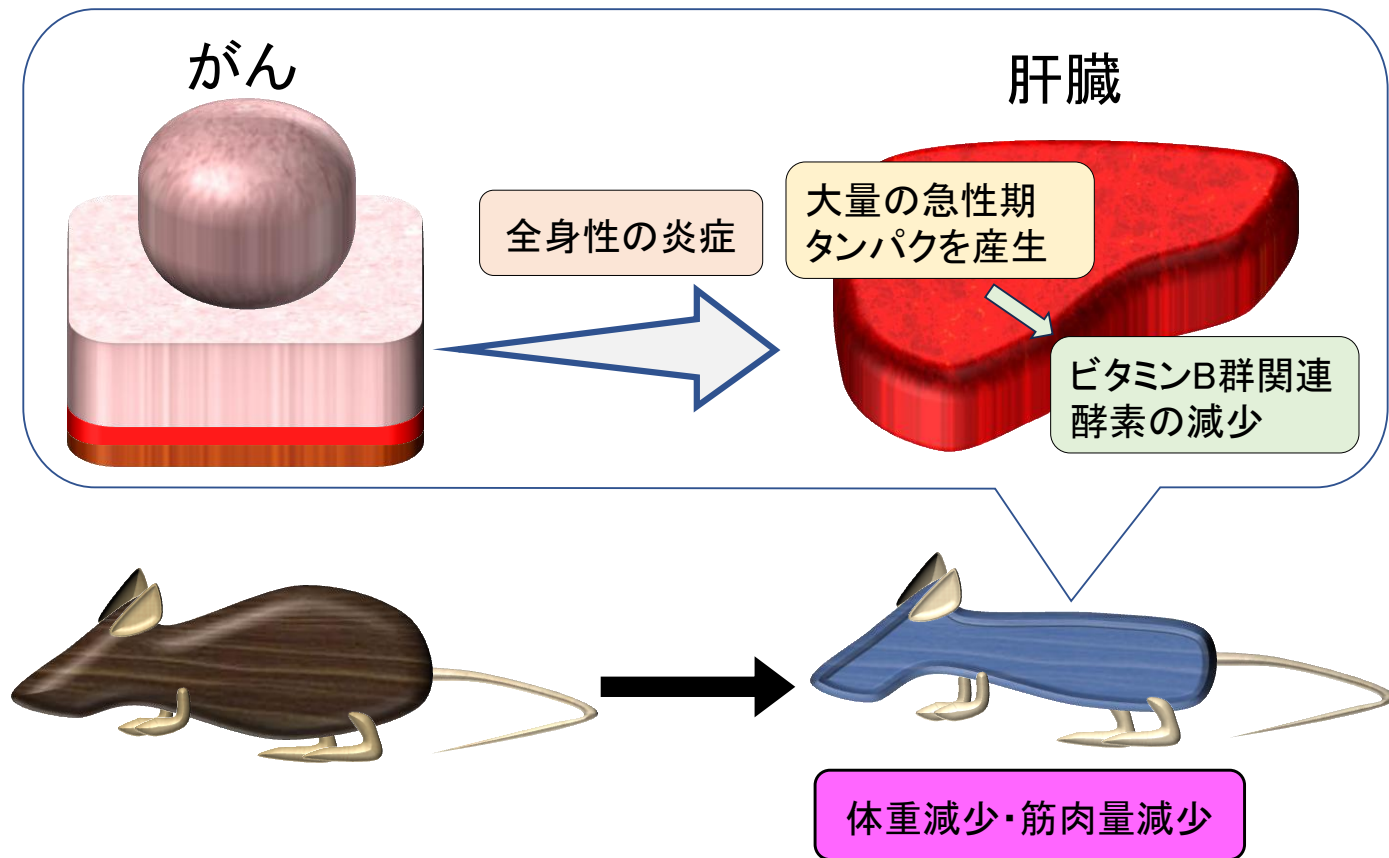 がん
肝臓
全身性の炎症
大量の急性期
タンパクを産生
ビタミンB群関連
酵素の減少
体重減少・筋肉量減少